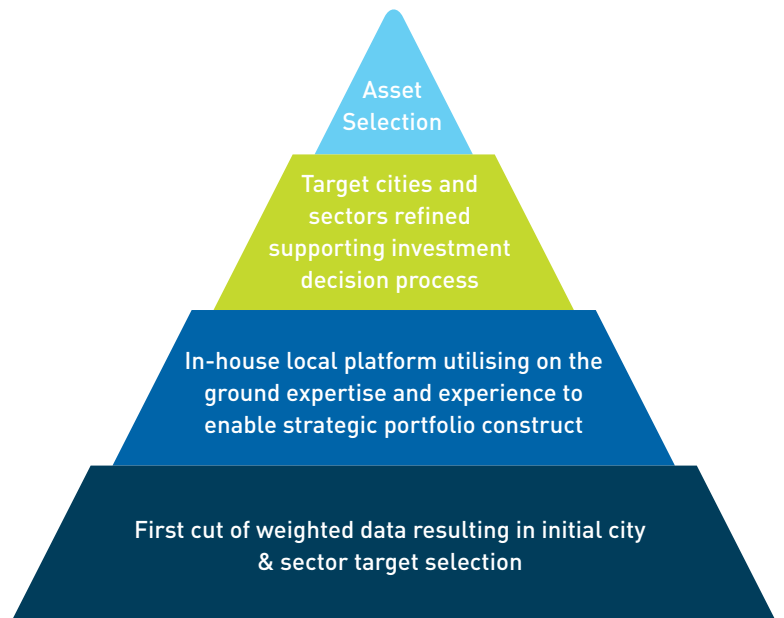 Asset
Selection
Target cities and
sectors refined
supporting investment
decision process
In-house local platform utilising on the
ground expertise and experience to
enable strategic portfolio construct
First cut of weighted data resulting in initial city
& sector target selection